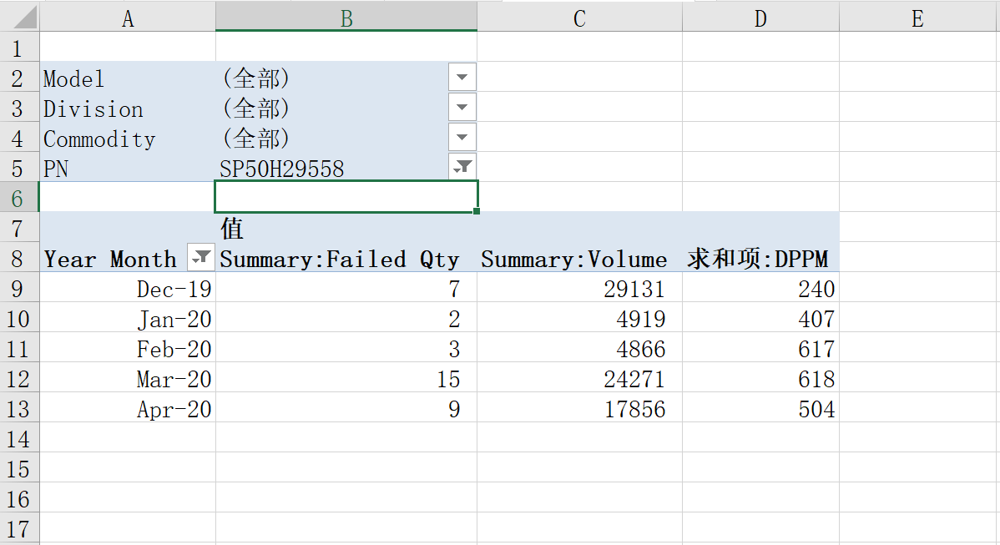 A B C D E
1
2 Model (全部)
3 Division (全部)
4 Commodity (全部)
5 PN SP50H29558
6
7 值
8 Year Month Summary:Failed Qty Summary:Volume 求和项:DPPM
9 Dec-19 7 29131 240
10 Jan-20 2 4919 407
11 Feb-20 3 4866 617
12 Mar-20 15 24271 618
13 Apr-20 9 17856 504
14
15
16
17